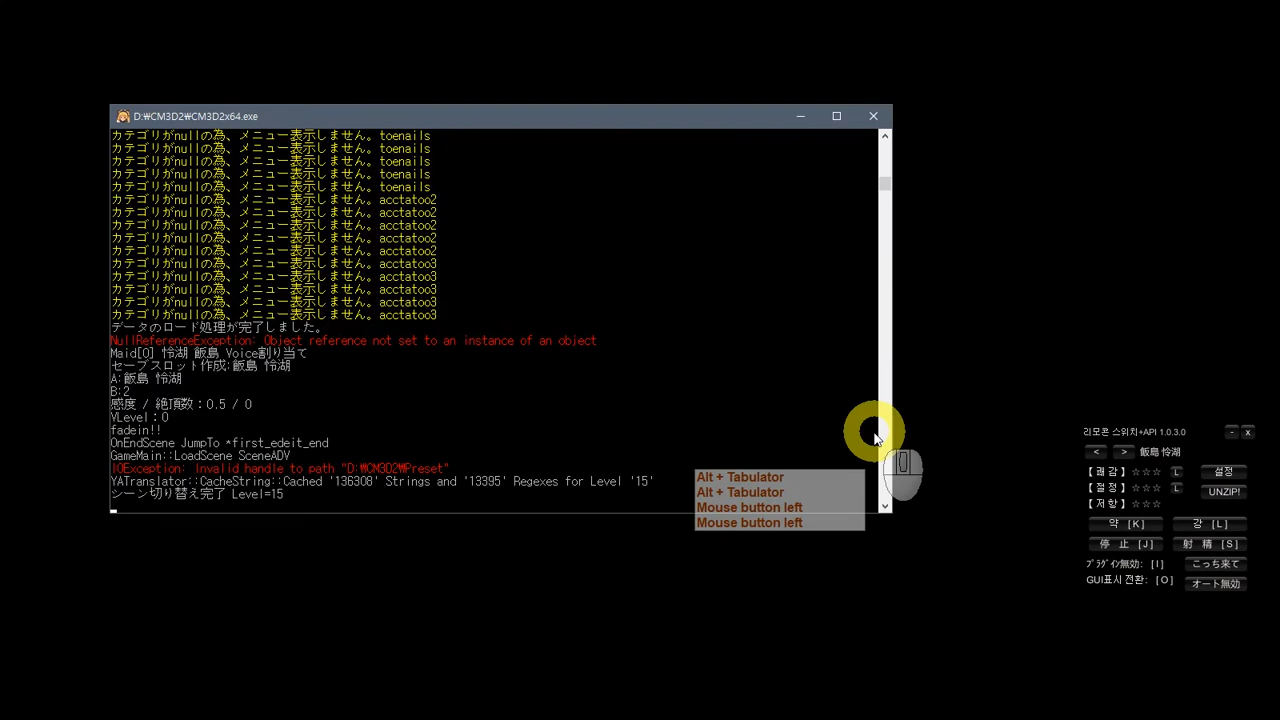 D:₩CM3D2₩CM3D2x64.exe
カテゴリがnullの為、メニュー表示しません。toenails
カテゴリがnullの為、メニュー表示しません。toenails
カテゴリがnullの為、メニュー表示しません。toenails
カテゴリがnullの為、メニュー表示しません。toenails
カテゴリがnullの為、メニュー表示しません。toenails
カテゴリがnullの為、メニュー表示しません。acctatoo2
カテゴリがnullの為、メニュー表示しません。acctatoo2
カテゴリがnullの為、メニュー表示しません。acctatoo2
カテゴリがnullの為、メニュー表示しません。acctatoo2
カテゴリがnullの為、メニュー表示しません。acctatoo2
カテゴリがnullの為、メニュー表示しません。acctatoo3
カテゴリがnullの為、メニュー表示しません。acctatoo3
カテゴリがnullの為、メニュー表示しません。acctatoo3
カテゴリがnullの為、メニュー表示しません。acctatoo3
カテゴリがnullの為、メニュー表示しません。acctatoo3
データのロード処理が完了しました。
NullReferenceException: Object reference not set to an instance of an object
Maid[0] 怜湖 飯島 Voice割り当て
セーブスロット作成:飯島 怜湖
A:飯島 怜湖
B:2
感度 / 絶頂数：0.5 / 0
VLevel：0
fadein!!
OnEndScene JumpTo *first_edeit_end
GameMain::LoadScene SceneADV
IOException: Invalid handle to path "D:₩CM3D2₩Preset"
YATranslator::CacheString::Cached '136308' Strings and '13395' Regexes for Level '15'
シーン切り替え完了 Level=15
Alt + Tabulator
Alt + Tabulator
Mouse button left
Mouse button left
리모콘 스위치+API 1.0.3.0 - x
< > 飯島 怜湖
【쾌감】☆☆☆ L 설정
【절정】☆☆☆ L UNZIP!
【저항】☆☆☆
약 [K] 강 [L]
停 止 [J] 射 精 [S]
ﾌﾟﾗｸﾞｲﾝ無効: [I] こっち来て
GUI표시 전환: [O] オート無効